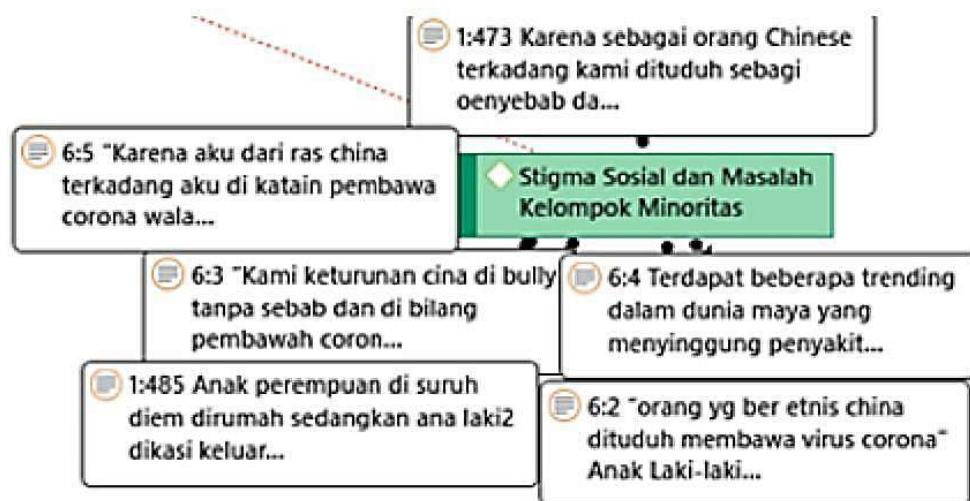 1:473 Karena sebagai orang Chinese
terkadang kami dituduh sebagi
oenyebab da...
6:5 "Karena aku dari ras china
terkadang aku di katain pembawa
corona wala...
Stigma Sosial dan Masalah
Kelompok Minoritas
6:3 "Kami keturunan cina di bully
tanpa sebab dan di bilang
pembawah coron...
6:4 Terdapat beberapa trending
dalam dunia maya yang
menyinggung penyakit...
1:485 Anak perempuan di suruh
diem dirumah sedangkan ana laki2
dikasi keluar...
6:2 "orang yg ber etnis china
dituduh membawa virus corona"
Anak Laki-laki...